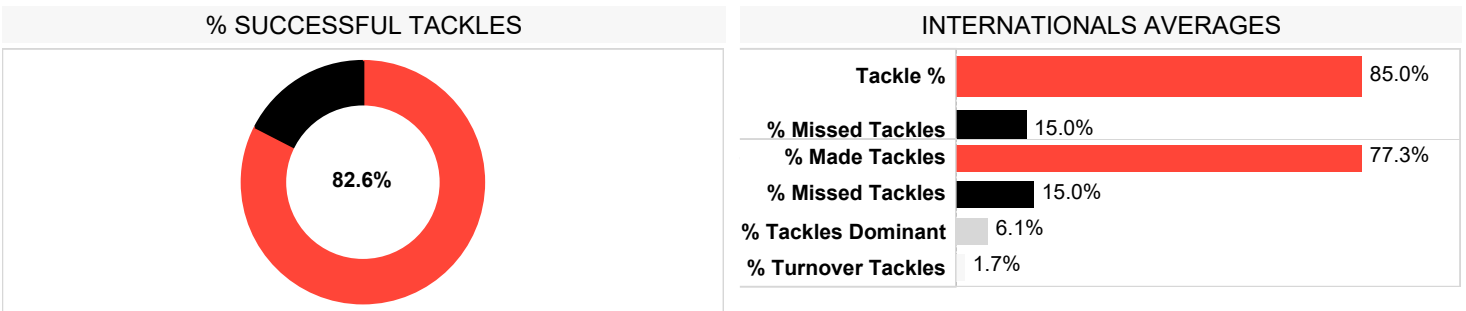 % SUCCESSFUL TACKLES
82.6%
INTERNATIONALS AVERAGES
Tackle % 85.0%
% Missed Tackles 15.0%
% Made Tackles 77.3%
% Missed Tackles 15.0%
% Tackles Dominant 6.1%
% Turnover Tackles 1.7%